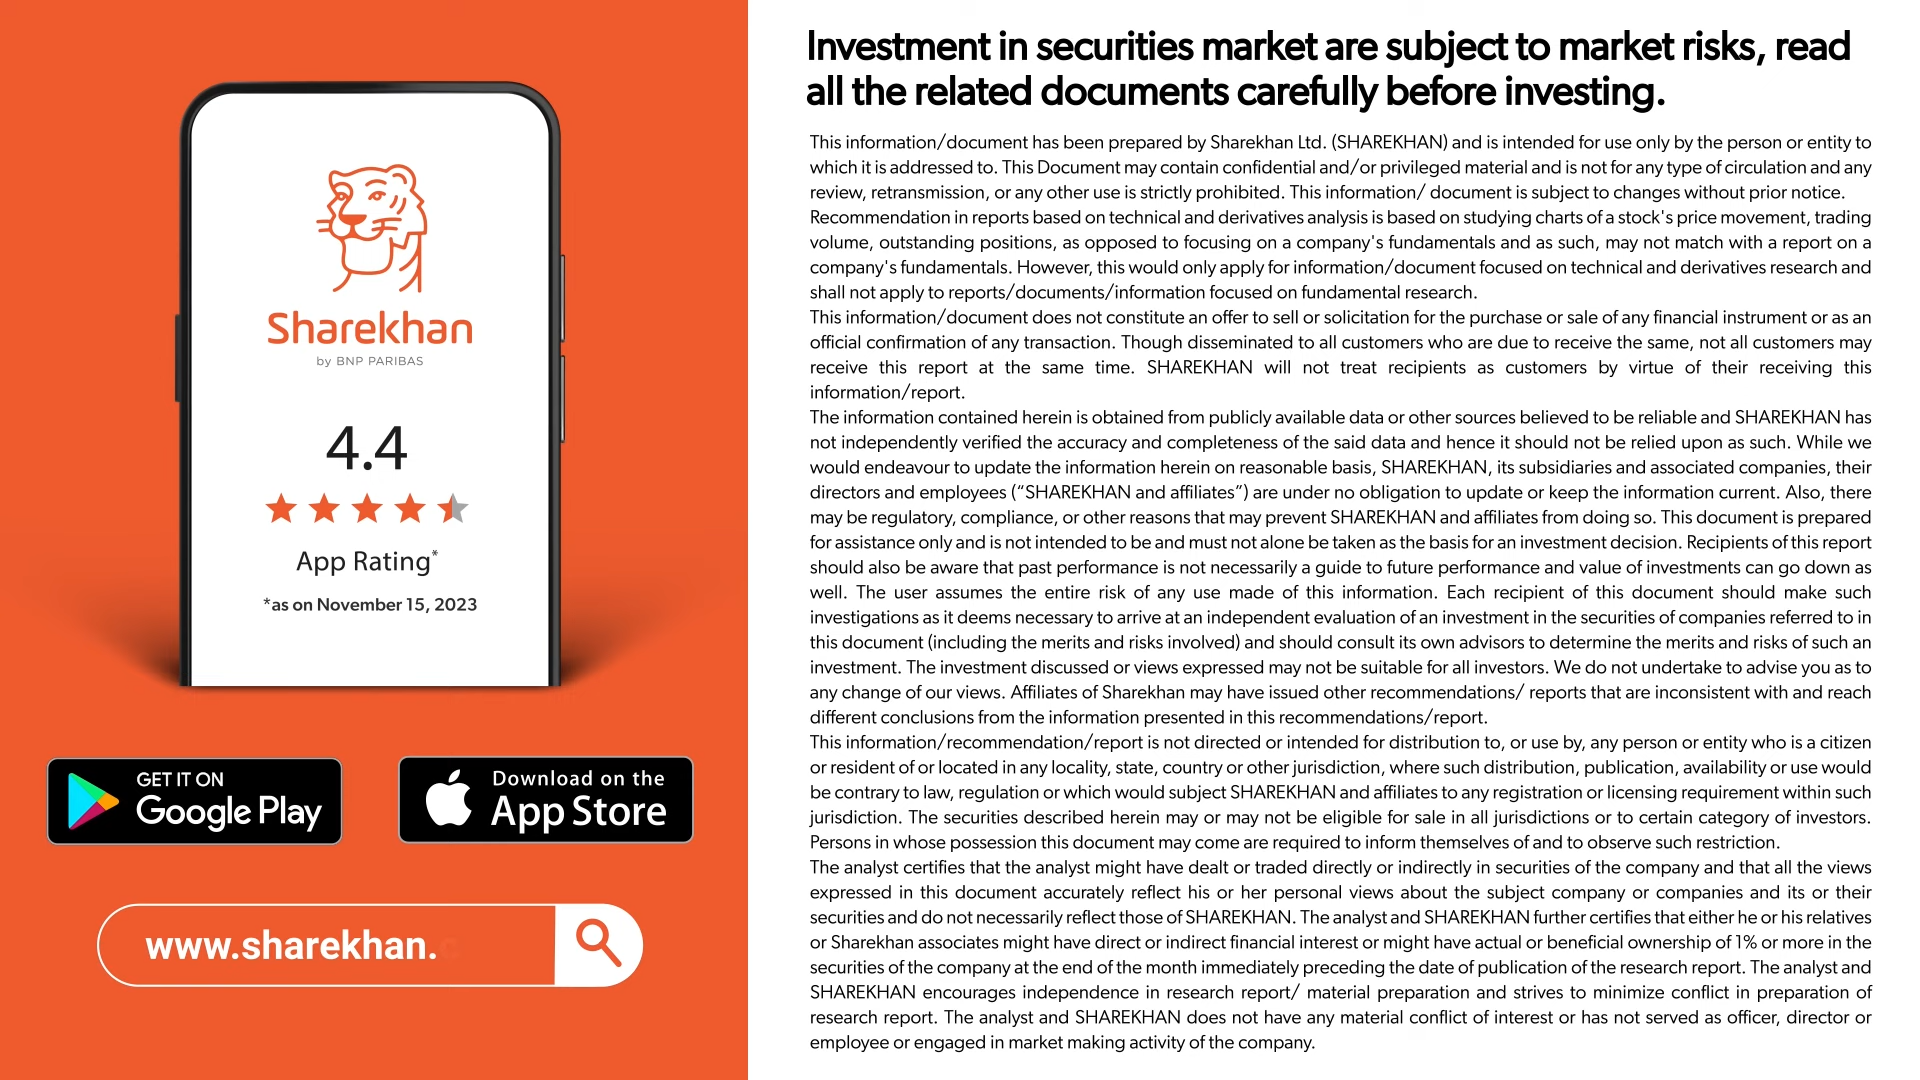 Sharekhan
by BNP PARIBAS
4.4
App Rating*
*as on November 15, 2023
GET IT ON
Google Play
Download on the
App Store
www.sharekhan.
Investment in securities market are subject to market risks, read
all the related documents carefully before investing.
This information/document has been prepared by Sharekhan Ltd. (SHAREKHAN) and is intended for use only by the person or entity to
which it is addressed to. This Document may contain confidential and/or privileged material and is not for any type of circulation and any
review, retransmission, or any other use is strictly prohibited. This information/ document is subject to changes without prior notice.
Recommendation in reports based on technical and derivatives analysis is based on studying charts of a stock's price movement, trading
volume, outstanding positions, as opposed to focusing on a company's fundamentals and as such, may not match with a report on a
company's fundamentals. However, this would only apply for information/document focused on technical and derivatives research and
shall not apply to reports/documents/information focused on fundamental research.
This information/document does not constitute an offer to sell or solicitation for the purchase or sale of any financial instrument or as an
official confirmation of any transaction. Though disseminated to all customers who are due to receive the same, not all customers may
receive this report at the same time. SHAREKHAN will not treat recipients as customers by virtue of their receiving this
information/report.
The information contained herein is obtained from publicly available data or other sources believed to be reliable and SHAREKHAN has
not independently verified the accuracy and completeness of the said data and hence it should not be relied upon as such. While we
would endeavour to update the information herein on reasonable basis, SHAREKHAN, its subsidiaries and associated companies, their
directors and employees (“SHAREKHAN and affiliates”) are under no obligation to update or keep the information current. Also, there
may be regulatory, compliance, or other reasons that may prevent SHAREKHAN and affiliates from doing so. This document is prepared
for assistance only and is not intended to be and must not alone be taken as the basis for an investment decision. Recipients of this report
should also be aware that past performance is not necessarily a guide to future performance and value of investments can go down as
well. The user assumes the entire risk of any use made of this information. Each recipient of this document should make such
investigations as it deems necessary to arrive at an independent evaluation of an investment in the securities of companies referred to in
this document (including the merits and risks involved) and should consult its own advisors to determine the merits and risks of such an
investment. The investment discussed or views expressed may not be suitable for all investors. We do not undertake to advise you as to
any change of our views. Affiliates of Sharekhan may have issued other recommendations/ reports that are inconsistent with and reach
different conclusions from the information presented in this recommendations/report.
This information/recommendation/report is not directed or intended for distribution to, or use by, any person or entity who is a citizen
or resident of or located in any locality, state, country or other jurisdiction, where such distribution, publication, availability or use would
be contrary to law, regulation or which would subject SHAREKHAN and affiliates to any registration or licensing requirement within such
jurisdiction. The securities described herein may or may not be eligible for sale in all jurisdictions or to certain category of investors.
Persons in whose possession this document may come are required to inform themselves of and to observe such restriction.
The analyst certifies that the analyst might have dealt or traded directly or indirectly in securities of the company and that all the views
expressed in this document accurately reflect his or her personal views about the subject company or companies and its or their
securities and do not necessarily reflect those of SHAREKHAN. The analyst and SHAREKHAN further certifies that either he or his relatives
or Sharekhan associates might have direct or indirect financial interest or might have actual or beneficial ownership of 1% or more in the
securities of the company at the end of the month immediately preceding the date of publication of the research report. The analyst and
SHAREKHAN encourages independence in research report/ material preparation and strives to minimize conflict in preparation of
research report. The analyst and SHAREKHAN does not have any material conflict of interest or has not served as officer, director or
employee or engaged in market making activity of the company.